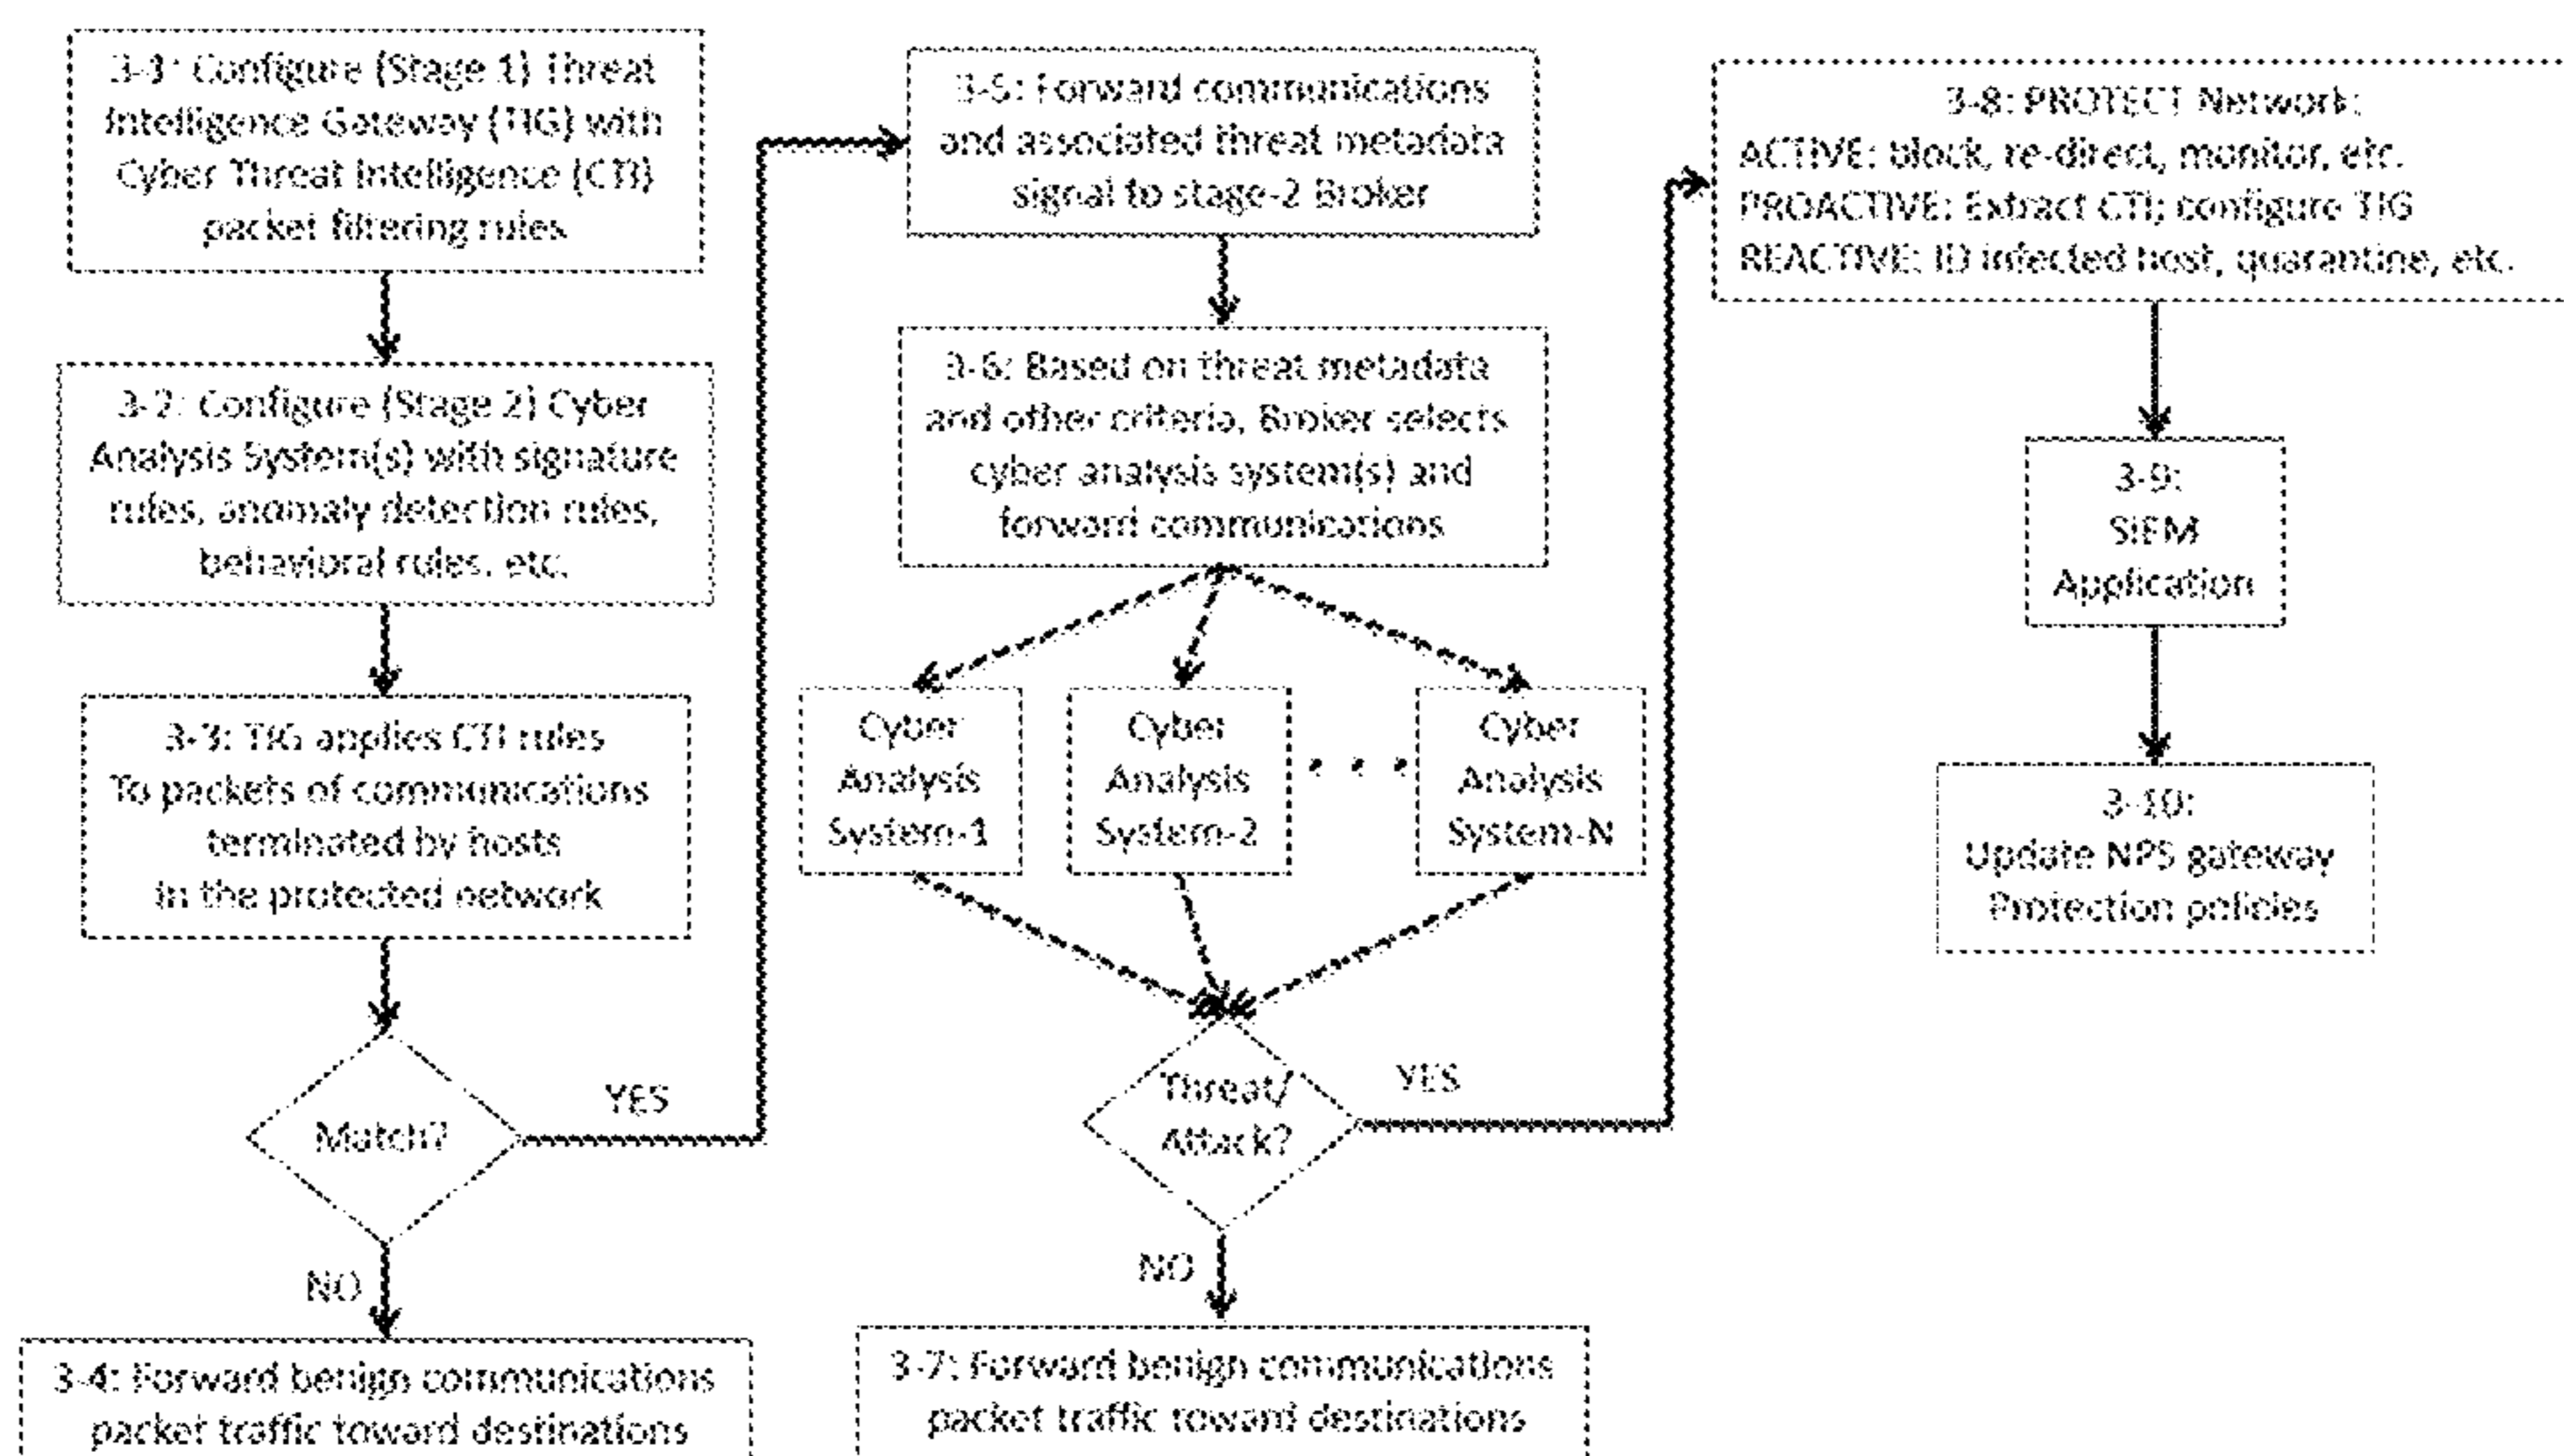 3-1: Configure (Stage 1) Threat
Intelligence Gateway (TIG) with
Cyber Threat Intelligence (CTI)
packet filtering rules
3-2: Configure (Stage 2) Cyber
Analysis System(s) with signature
rules, anomaly detection rules,
behavioral rules, etc.
3-3: TIG applies CTI rules
To packets of communications
terminated by hosts
in the protected network
Match?
YES
NO
3-4: Forward benign communications
packet traffic toward destinations
3-5: Forward communications
and associated threat metadata
signal to stage-2 Broker
3-6: Based on threat metadata
and other criteria, Broker selects
cyber analysis system(s) and
forward communications
Cyber
Analysis
System-1
Cyber
Analysis
System-2
. . .
Cyber
Analysis
System-N
Threat/
Attack?
YES
NO
3-7: Forward benign communications
packet traffic toward destinations
3-8: PROTECT Network:
ACTIVE: block, re-direct, monitor, etc.
PROACTIVE: Extract CTI; configure TIG
REACTIVE: ID infected host, quarantine, etc.
3-9:
SIEM
Application
3-10:
Update NPS gateway
Protection policies